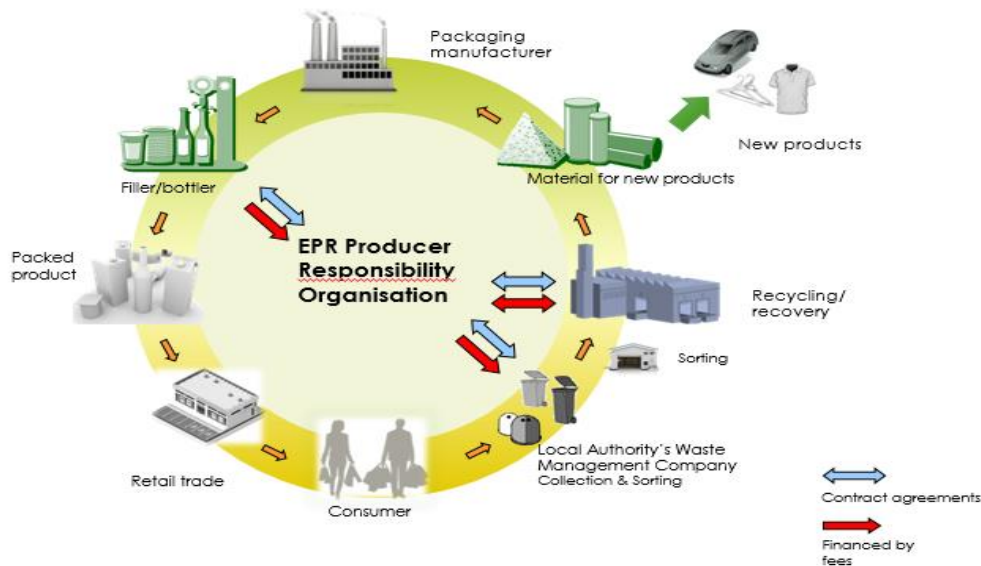 Packaging
manufacturer
New products
Material for new products
Filler/bottler
EPR Producer
Responsibility
Organisation
Packed
product
Recycling/
recovery
Sorting
Local Authority´s Waste
Management Company
Collection & Sorting
Retail trade
Consumer
Contract agreements
Financed by
fees